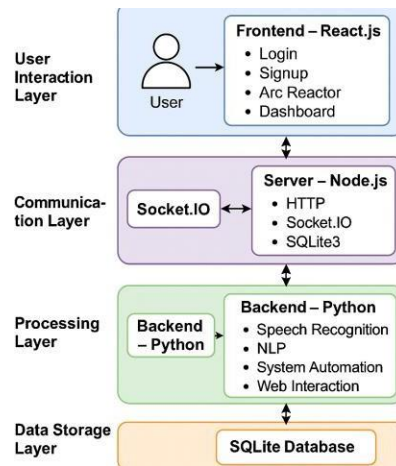 User
Interaction
Layer
User
Frontend – React.js
• Login
• Signup
• Arc Reactor
• Dashboard
Communica-
tion Layer
Socket.IO
Server – Node.js
• HTTP
• Socket.IO
• SQLite3
Processing
Layer
Backend
– Python
Backend – Python
• Speech Recognition
• NLP
• System Automation
• Web Interaction
Data Storage
Layer
SQLite Database